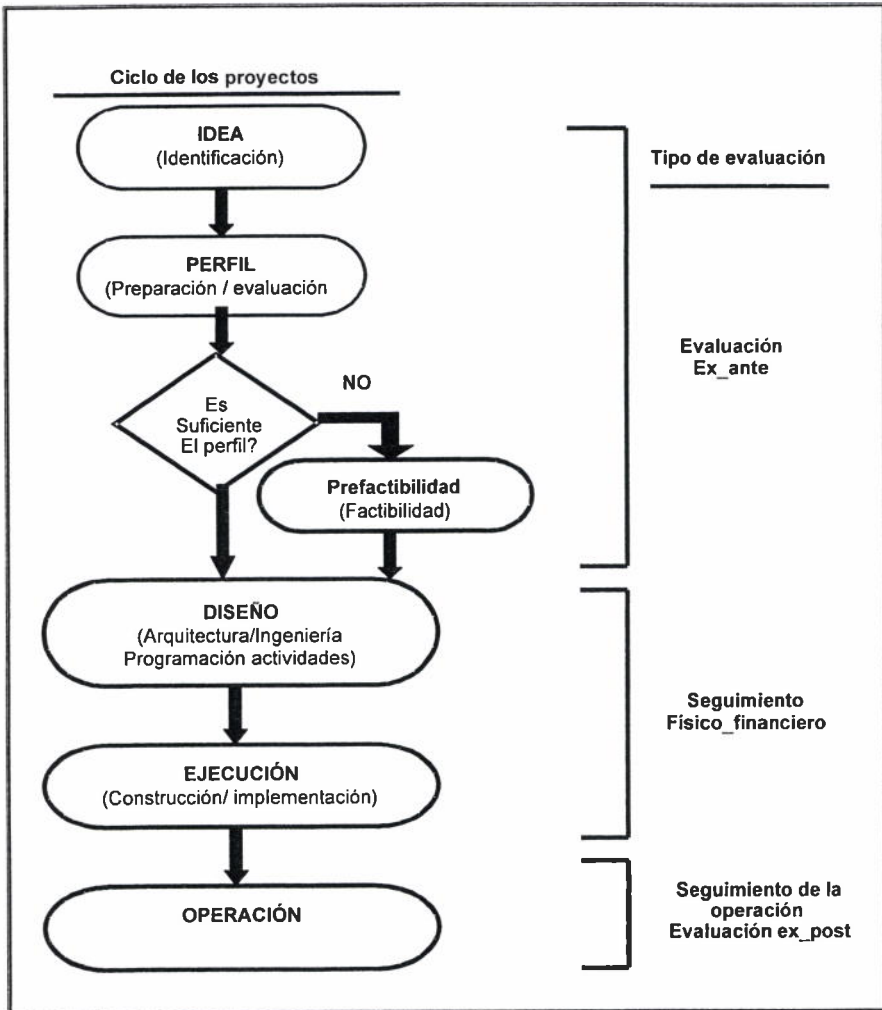 Ciclo de los proyectos
IDEA
(Identificación)
Tipo de evaluación
PERFIL
(Preparación / evaluación
Evaluación
Ex_ante
NO
Es
Suficiente
El perfil?
Prefactibilidad
(Factibilidad)
DISEÑO
(Arquitectura/Ingeniería
Programación actividades)
Seguimiento
Físico_financiero
EJECUCIÓN
(Construcción/ implementación)
OPERACIÓN
Seguimiento de la
operación
Evaluación ex_post